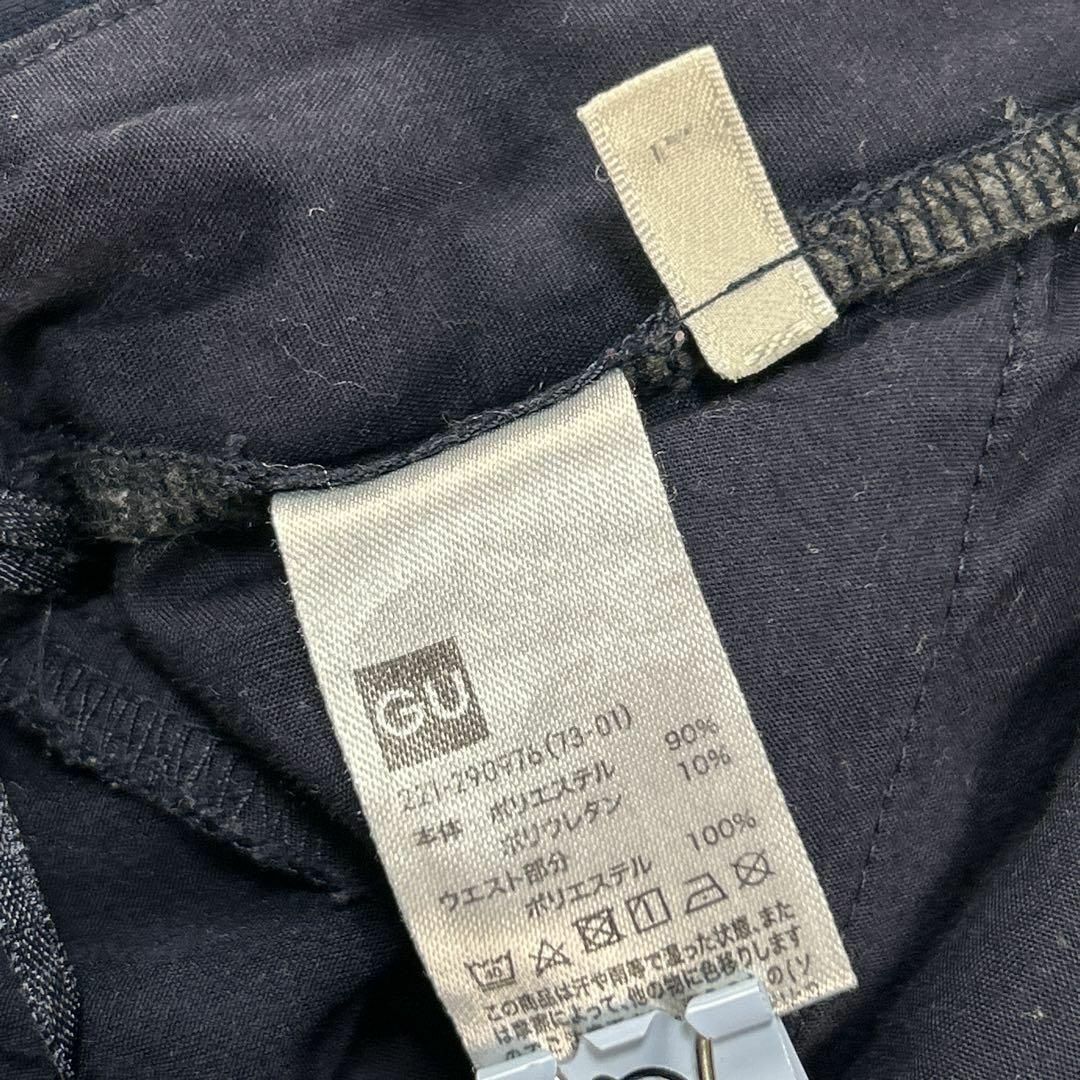 GU
221-290976(73-01)
本体 ポリエステル 90%
ポリウレタン 10%
ウエスト部分
ポリエステル 100%
この商品は汗や雨等で湿った状態、また
は摩擦によって、他の物に色移りします